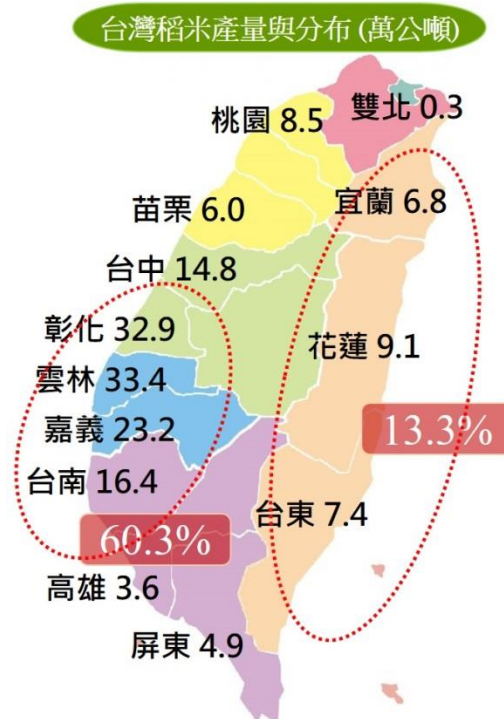 台灣稻米產量與分布 (萬公噸)
雙北 0.3
桃園 8.5
宜蘭 6.8
苗栗 6.0
台中 14.8
彰化 32.9
花蓮 9.1
雲林 33.4
嘉義 23.2
13.3%
台南 16.4
台東 7.4
60.3%
高雄 3.6
屏東 4.9